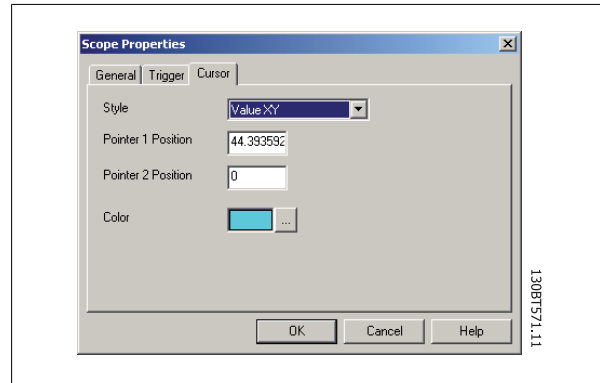 Scope Properties
General Trigger Cursor
Style Value XY
Pointer 1 Position 44.393592
Pointer 2 Position 0
Color ...
OK Cancel Help
130BT571.11